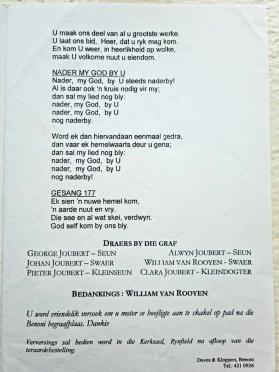 U maak ons deel van al u grootste werke.
U laat ons bid, Heer, dat u ryk mag kom.
En kom U weer, in heerlikheid op wolke,
maak U volkome nuut u eiendom.
NADER MY GOD BY U
Nader, my God, by U steeds naderby!
Al is daar ook 'n kruis nodig vir my;
dan sal my lied nog bly:
nader, my God, by U
nader, my God, by U
nog naderby.
Word ek dan hiervandaan eenmaal gedra,
dan vaar ek hemelwaarts deur u gena;
dan sal my lied nog bly:
nader, my God, by U
nader, my God, by U
nog naderby!
GESANG 177
Ek sien 'n nuwe hemel kom,
'n aarde nuut en vry.
Die see en al wat skei, verdwyn.
God self kom by ons bly.
DRAERS BY DIE GRAF
GEORGE JOUBERT – SEUN ALWYN JOUBERT – SEUN
JOHAN JOUBERT – SWAER WILLIAM VAN ROOYEN - SWAER
PIETER JOUBERT – KLEINSEUN CLARA JOUBERT - KLEINDOGTER
BEDANKINGS : WILLIAM VAN ROOYEN
U word vriendelik versoek om u motor se hoofligte aan te skakel op pad na die
Benoni begraafplaas. Dankie
Verversings sal bedien word in die Kerksaal, Rynfield na afloop van die
teraardebestelling.
Doves & Kloppers, Benoni
Tel: 421 0926